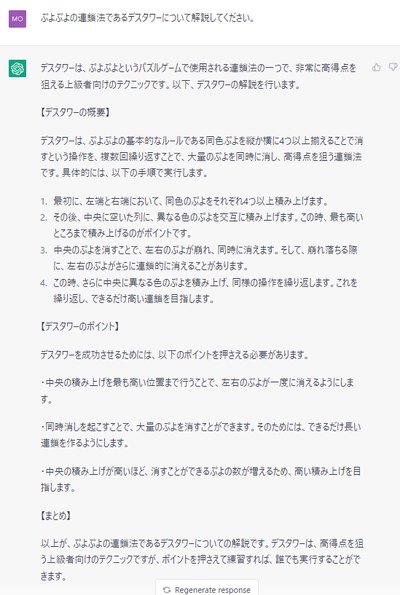 MO
ぷよぷよの連鎖法であるデスタワーについて解説してください。
デスタワーは、ぷよぷよというパズルゲームで使用される連鎖法の一つで、非常に高得点を
狙える上級者向けのテクニックです。以下、デスタワーの解説を行います。
【デスタワーの概要】
デスタワーは、ぷよぷよの基本的なルールである同色ぷよを縦か横に4つ以上揃えることで消
すという操作を、複数回繰り返すことで、大量のぷよを同時に消し、高得点を狙う連鎖法
です。具体的には、以下の手順で実行します。
1. 最初に、左端と右端において、同色のぷよをそれぞれ4つ以上積み上げます。
2. その後、中央に空いた列に、異なる色のぷよを交互に積み上げます。この時、最も高い
ところまで積み上げるのがポイントです。
3. 中央のぷよを消すことで、左右のぷよが崩れ、同時に消えます。そして、崩れ落ちる際
に、左右のぷよがさらに連鎖的に消えることがあります。
4. この時、さらに中央に異なる色のぷよを積み上げ、同様の操作を繰り返します。これを
繰り返し、できるだけ高い連鎖を目指します。
【デスタワーのポイント】
デスタワーを成功させるためには、以下のポイントを押さえる必要があります。
・中央の積み上げを最も高い位置まで行うことで、左右のぷよが一度に消えるようにしま
す。
・同時消しを起こすことで、大量のぷよを消すことができます。そのためには、できるだけ長い
連鎖を作るようにします。
・中央の積み上げが高いほど、消すことができるぷよの数が増えるため、高い積み上げを目
指します。
【まとめ】
以上が、ぷよぷよの連鎖法であるデスタワーについての解説です。デスタワーは、高得点を狙
う上級者向けのテクニックですが、ポイントを押さえて練習すれば、誰でも実行することがで
きます。
Regenerate response